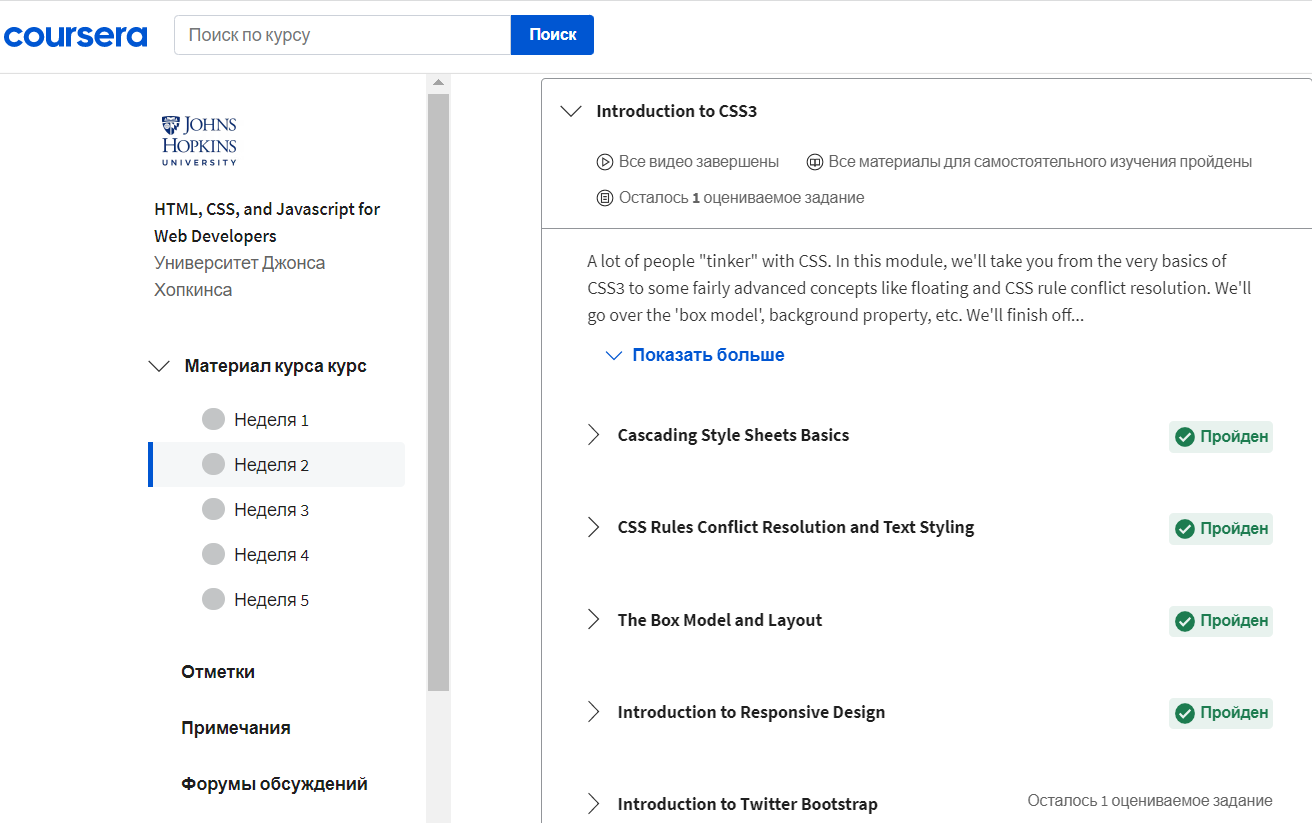 coursera
Поиск по курсу
Поиск
JOHNS
HOPKINS
UNIVERSITY
HTML, CSS, and Javascript for
Web Developers
Университет Джонса
Хопкинса
Материал курса курс
Неделя 1
Неделя 2
Неделя 3
Неделя 4
Неделя 5
Отметки
Примечания
Форумы обсуждений
Introduction to CSS3
Все видео завершены
Все материалы для самостоятельного изучения пройдены
Осталось 1 оцениваемое задание
A lot of people "tinker" with CSS. In this module, we'll take you from the very basics of
CSS3 to some fairly advanced concepts like floating and CSS rule conflict resolution. We'll
go over the 'box model', background property, etc. We'll finish off...
Показать больше
Cascading Style Sheets Basics
Пройден
CSS Rules Conflict Resolution and Text Styling
Пройден
The Box Model and Layout
Пройден
Introduction to Responsive Design
Пройден
Introduction to Twitter Bootstrap
Осталось 1 оцениваемое задание